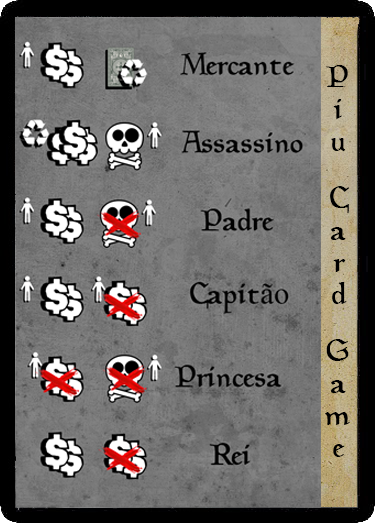 Mercante
Assassino
Padre
Capitão
Princesa
Rei
Piu Card Game